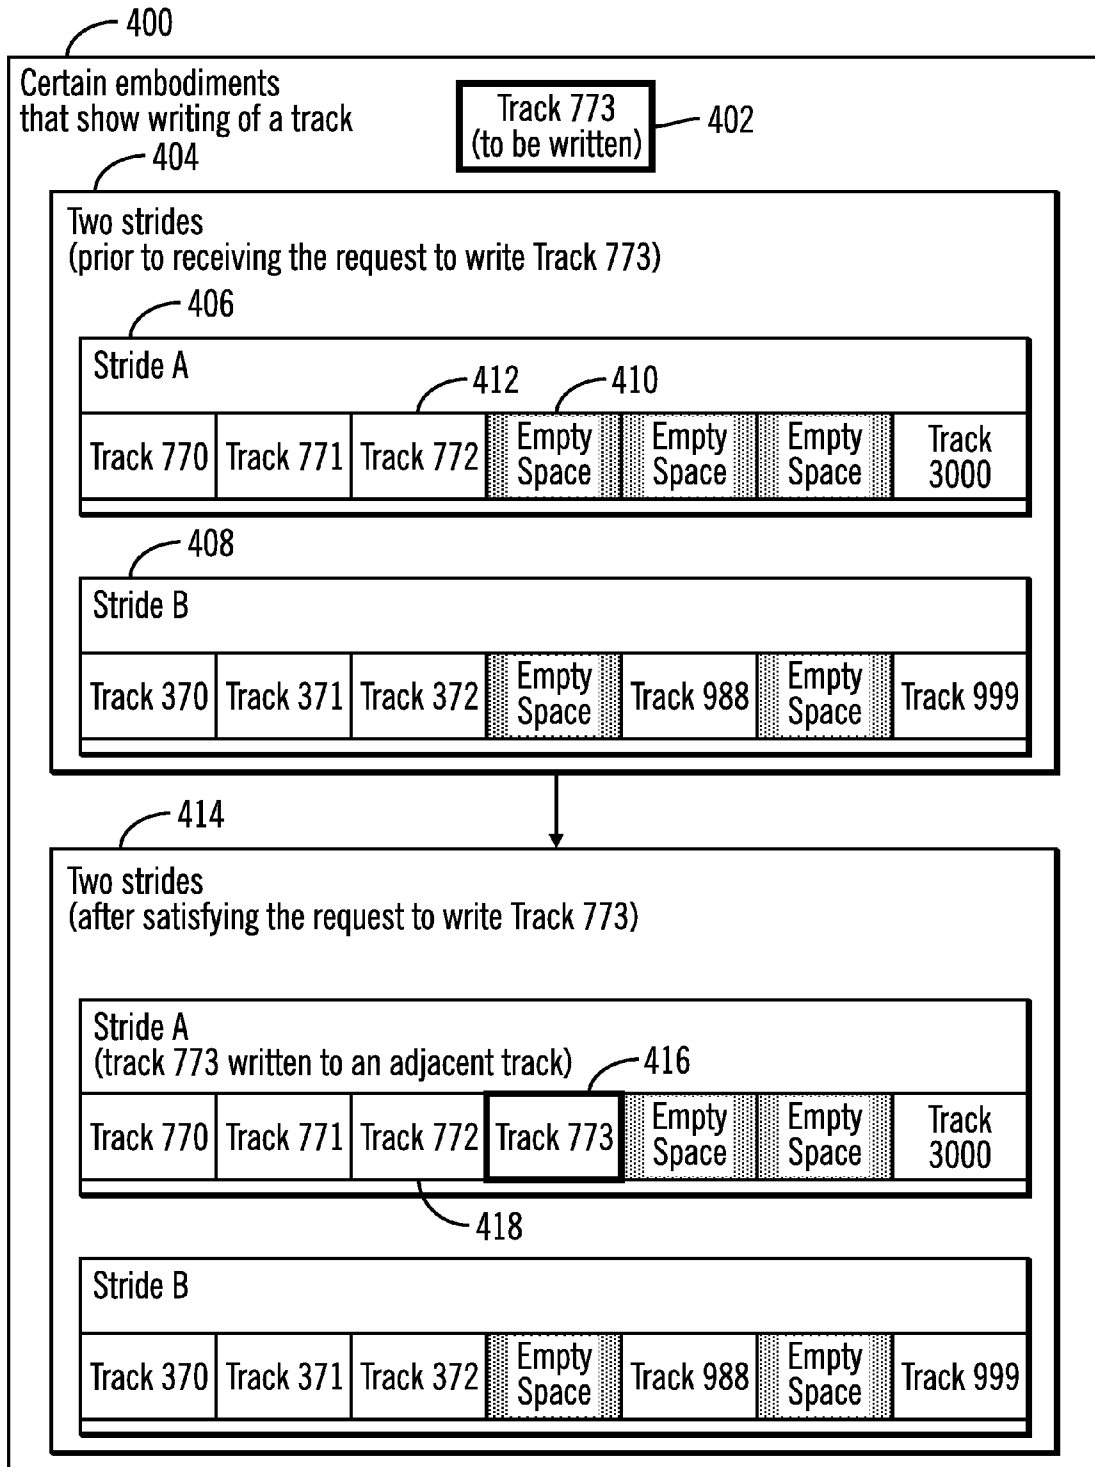 400
Certain embodiments
that show writing of a track
Track 773
(to be written)
402
404
Two strides
(prior to receiving the request to write Track 773)
406
Stride A
412
410
Track 770
Track 771
Track 772
Empty
Space
Empty
Space
Empty
Space
Track
3000
408
Stride B
Track 370
Track 371
Track 372
Empty
Space
Track 988
Empty
Space
Track 999
414
Two strides
(after satisfying the request to write Track 773)
Stride A
(track 773 written to an adjacent track)
416
Track 770
Track 771
Track 772
Track 773
Empty
Space
Empty
Space
Track
3000
418
Stride B
Track 370
Track 371
Track 372
Empty
Space
Track 988
Empty
Space
Track 999